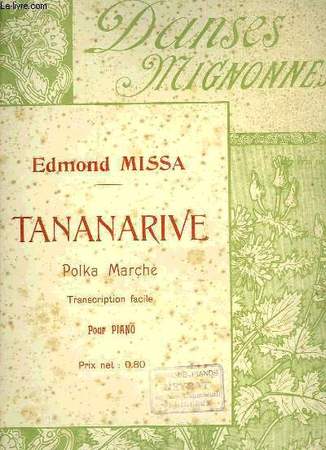 Danses
MIGNONNES
Edmond MISSA
TANANARIVE
Polka Marche
Transcription facile
Pour PIANO
Prix net : 0.80